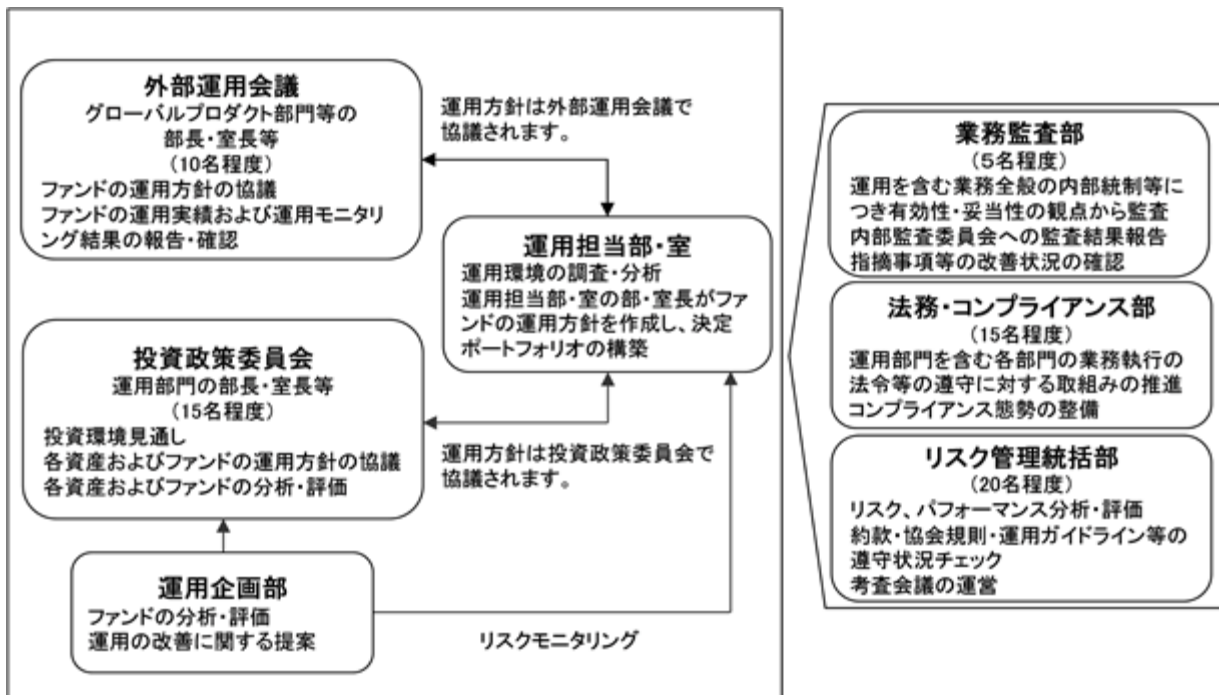 外部運用会議
グローバルプロダクト部門等の
部長・室長等
(10名程度)
ファンドの運用方針の協議
ファンドの運用実績および運用モニタリ
ング結果の報告・確認
運用方針は外部運用会議で
協議されます。
運用担当部・室
運用環境の調査・分析
運用担当部・室の部・室長がファ
ンドの運用方針を作成し、決定
ポートフォリオの構築
投資政策委員会
運用部門の部長・室長等
(15名程度)
投資環境見通し
各資産およびファンドの運用方針の協議
各資産およびファンドの分析・評価
運用方針は投資政策委員会で
協議されます。
運用企画部
ファンドの分析・評価
運用の改善に関する提案
リスクモニタリング
業務監査部
(5名程度)
運用を含む業務全般の内部統制等に
つき有効性・妥当性の観点から監査
内部監査委員会への監査結果報告
指摘事項等の改善状況の確認
法務・コンプライアンス部
(15名程度)
運用部門を含む各部門の業務執行の
法令等の遵守に対する取組みの推進
コンプライアンス態勢の整備
リスク管理統括部
(20名程度)
リスク、パフォーマンス分析・評価
約款・協会規則・運用ガイドライン等の
遵守状況チェック
考査会議の運営